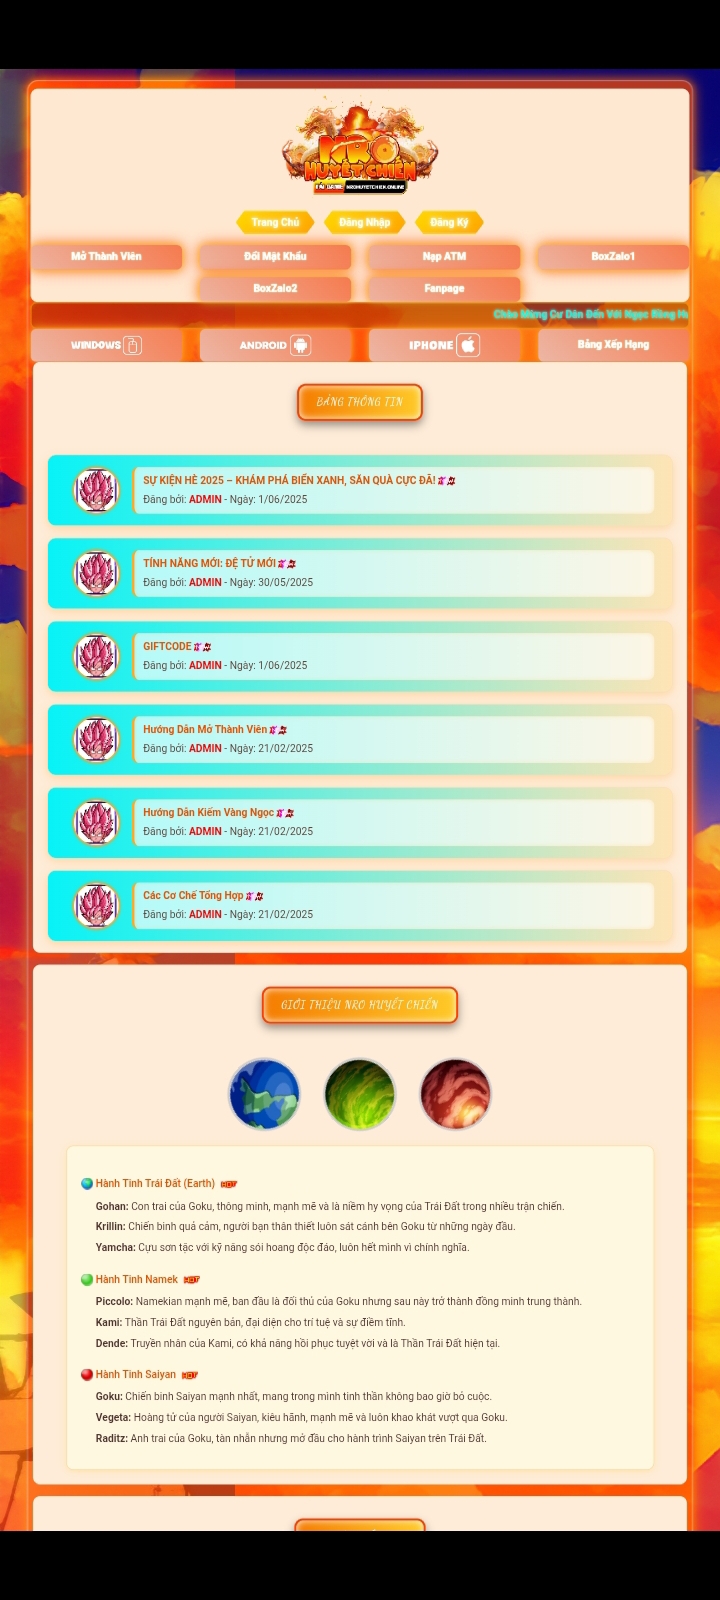 NRO
HUYẾT CHIẾN
TẢI GAME: NROHUYETCHIEN.ONLINE
Trang Chủ Đăng Nhập Đăng Ký
Mở Thành Viên Đổi Mật Khẩu Nạp ATM BoxZalo1
BoxZalo2 Fanpage
Chào Mừng Cư Dân Đến Với Ngọc Rồng
WINDOWS ANDROID IPHONE Bảng Xếp Hạng
BẢNG THÔNG TIN
SỰ KIỆN HÈ 2025 – KHÁM PHÁ BIỂN XANH, SĂN QUÀ CỰC ĐÃ!
Đăng bởi: ADMIN - Ngày: 1/06/2025
TÍNH NĂNG MỚI: ĐỆ TỬ MỚI
Đăng bởi: ADMIN - Ngày: 30/05/2025
GIFTCODE
Đăng bởi: ADMIN - Ngày: 1/06/2025
Hướng Dẫn Mở Thành Viên
Đăng bởi: ADMIN - Ngày: 21/02/2025
Hướng Dẫn Kiếm Vàng Ngọc
Đăng bởi: ADMIN - Ngày: 21/02/2025
Các Cơ Chế Tổng Hợp
Đăng bởi: ADMIN - Ngày: 21/02/2025
GIỚI THIỆU NRO HUYẾT CHIẾN
Hành Tinh Trái Đất (Earth) HOT
Gohan: Con trai của Goku, thông minh, mạnh mẽ và là niềm hy vọng của Trái Đất trong nhiều trận chiến.
Krillin: Chiến binh quả cảm, người bạn thân thiết luôn sát cánh bên Goku từ những ngày đầu.
Yamcha: Cựu sơn tặc với kỹ năng sói hoang độc đáo, luôn hết mình vì chính nghĩa.
Hành Tinh Namek HOT
Piccolo: Namekian mạnh mẽ, ban đầu là đối thủ của Goku nhưng sau này trở thành đồng minh trung thành.
Kami: Thần Trái Đất nguyên bản, đại diện cho trí tuệ và sự điềm tĩnh.
Dende: Truyền nhân của Kami, có khả năng hồi phục tuyệt vời và là Thần Trái Đất hiện tại.
Hành Tinh Saiyan HOT
Goku: Chiến binh Saiyan mạnh nhất, mang trong mình tinh thần không bao giờ bỏ cuộc.
Vegeta: Hoàng tử của người Saiyan, kiêu hãnh, mạnh mẽ và luôn khao khát vượt qua Goku.
Raditz: Anh trai của Goku, tàn nhẫn nhưng mở đầu cho hành trình Saiyan trên Trái Đất.